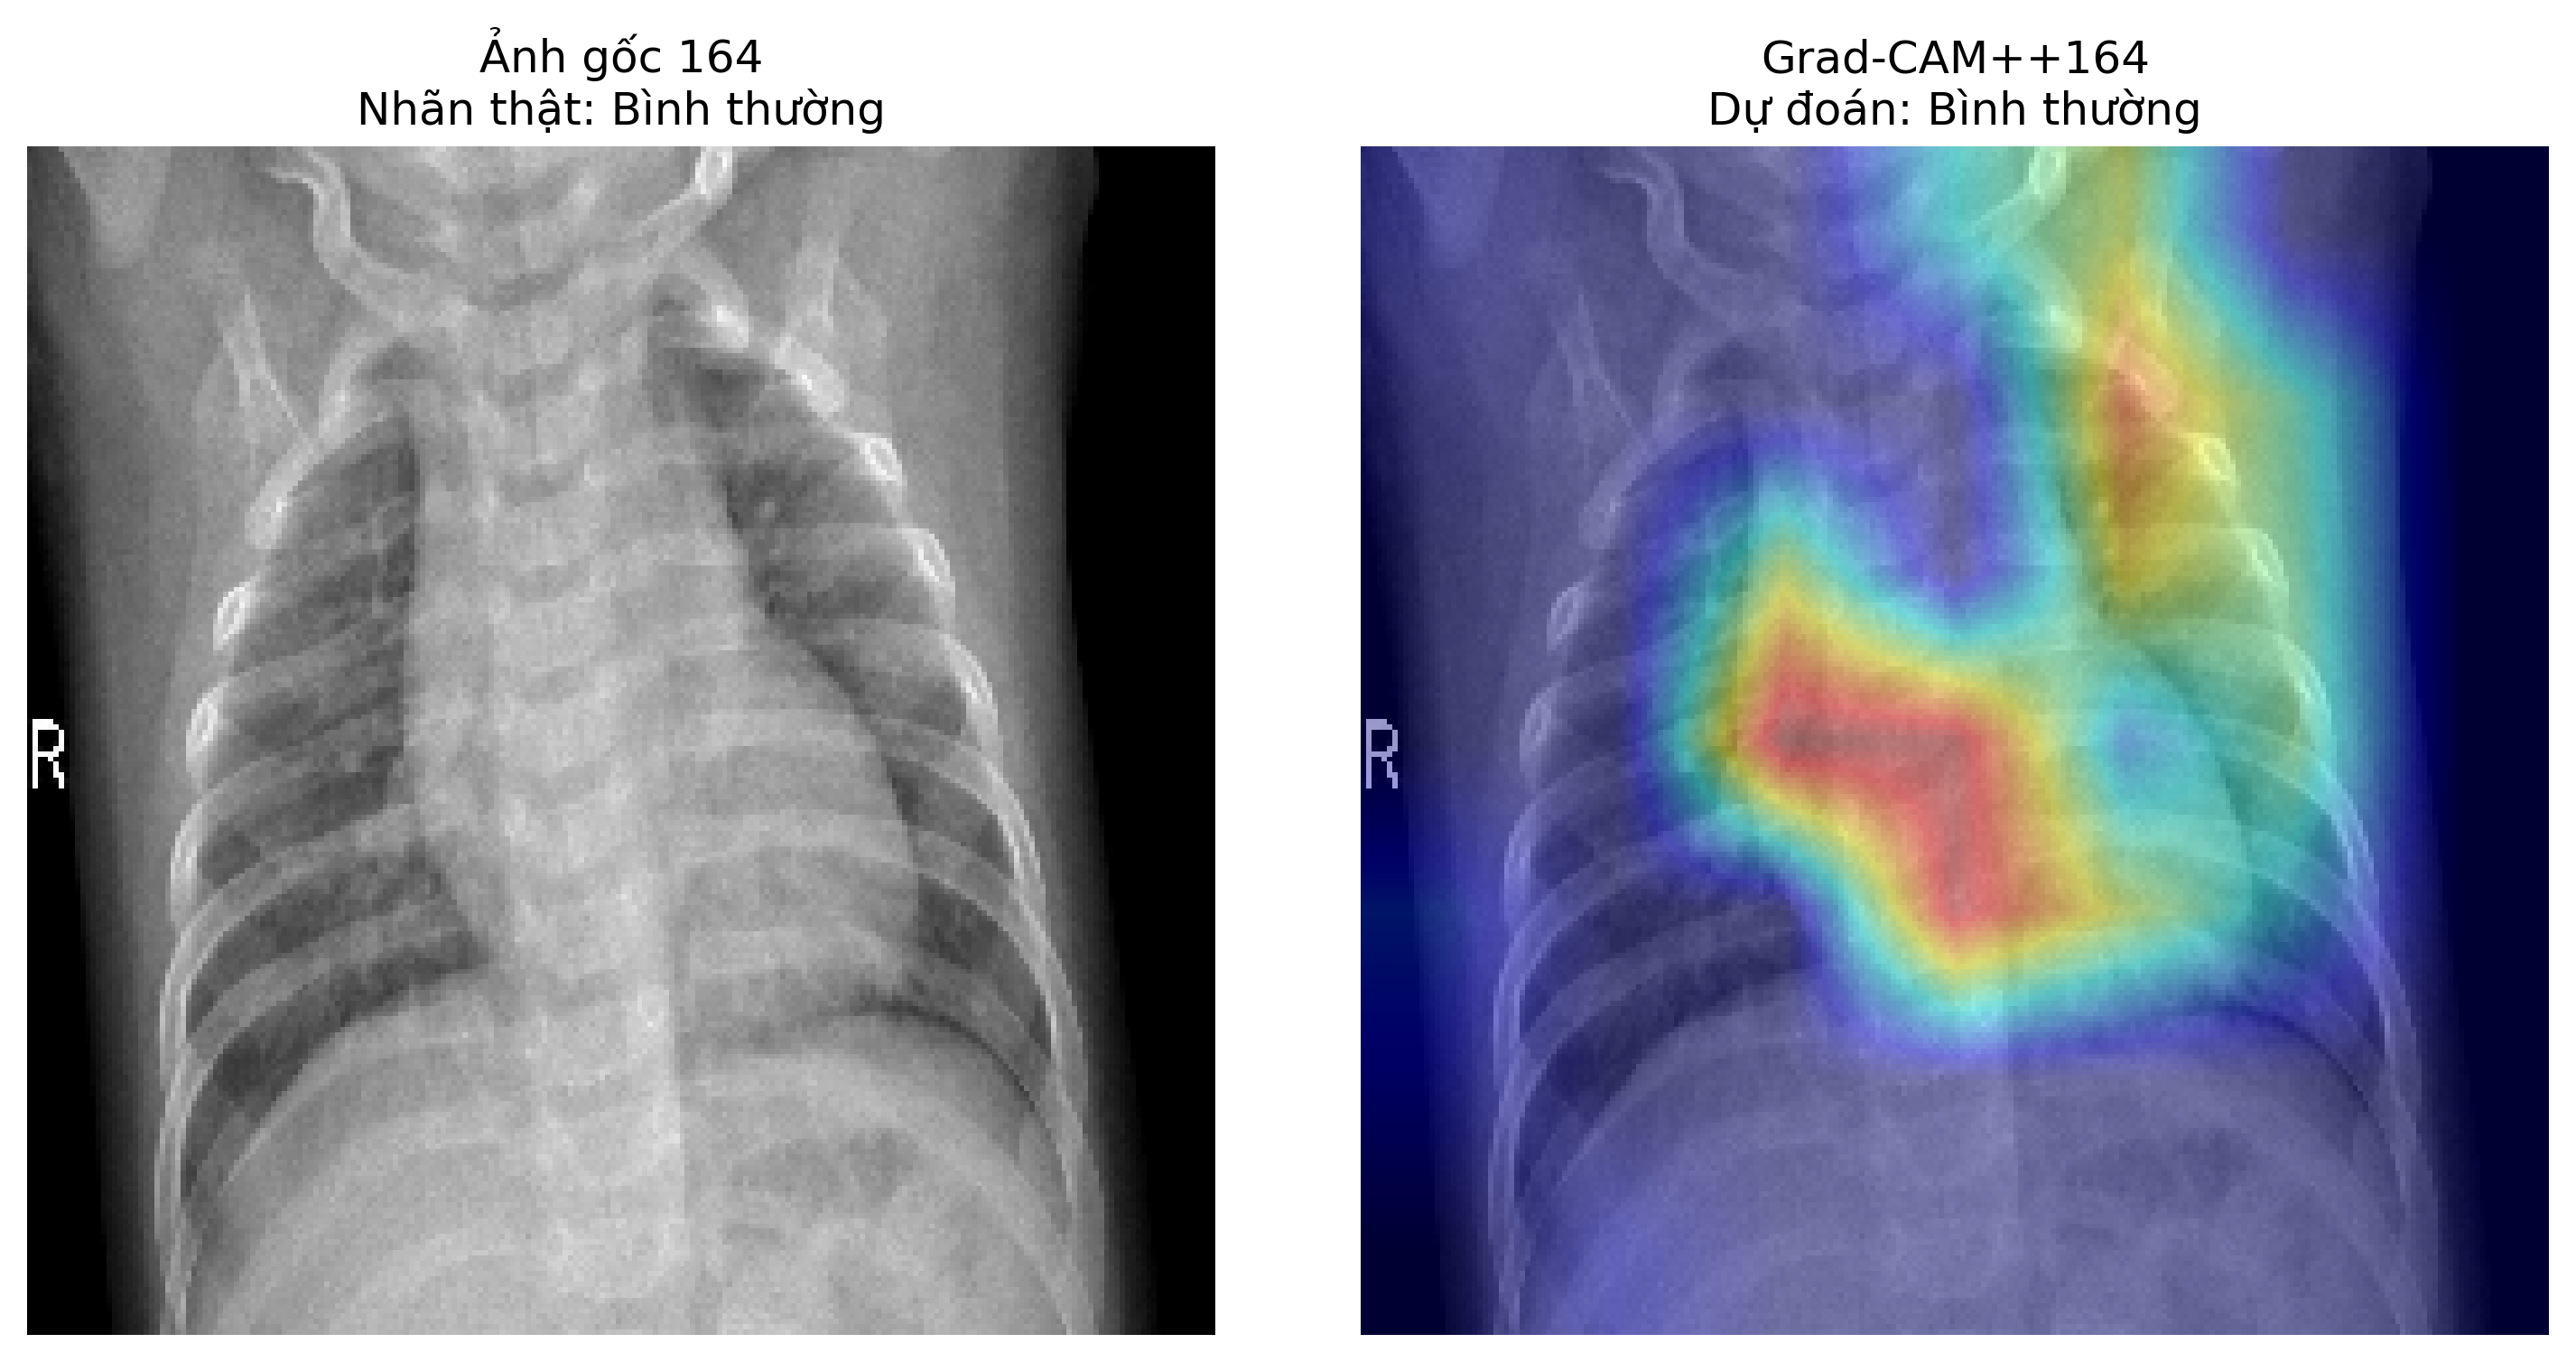 Ảnh gốc 164
Nhãn thật: Bình thường
Grad-CAM++164
Dự đoán: Bình thường
R
R